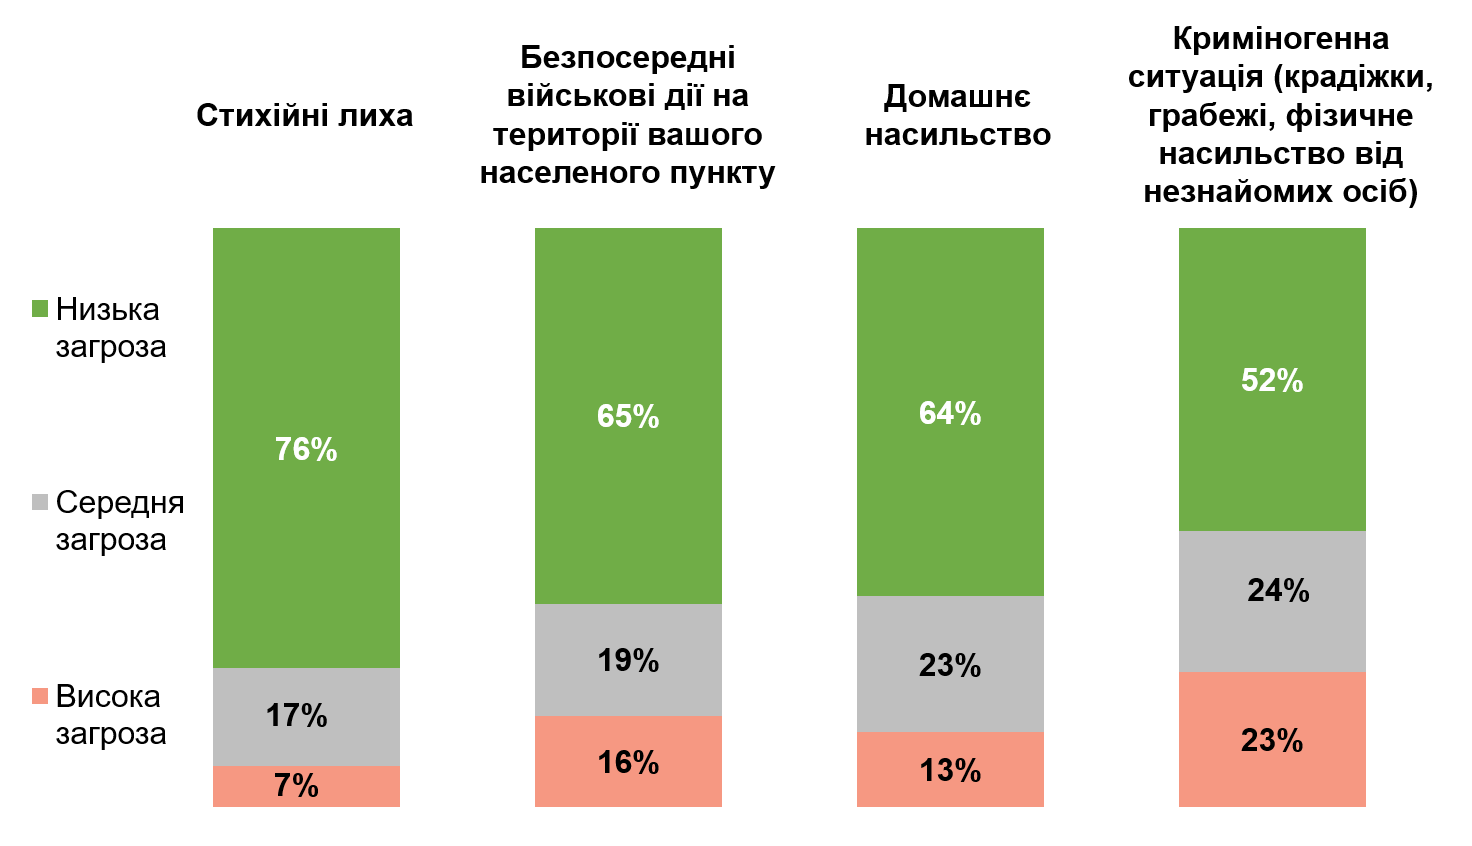 Стихійні лиха
Безпосередні
військові дії на
території вашого
населеного пункту
Домашнє
насильство
Криміногенна
ситуація (крадіжки,
грабежі, фізичне
насильство від
незнайомих осіб)
Низька
загроза
Середня
загроза
Висока
загроза
76%
17%
7%
65%
19%
16%
64%
23%
13%
52%
24%
23%